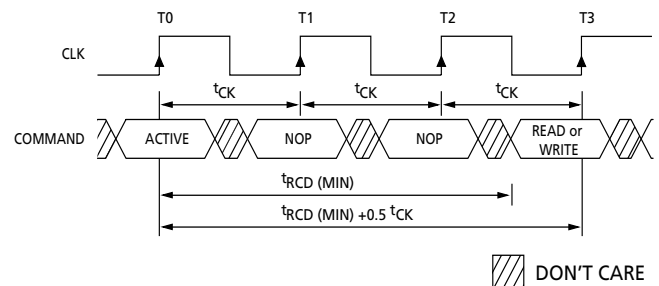 T0 T1 T2 T3
CLK
tCK tCK tCK
COMMAND ACTIVE NOP NOP READ or
WRITE
tRCD (MIN)
tRCD (MIN) +0.5 tCK
DON'T CARE